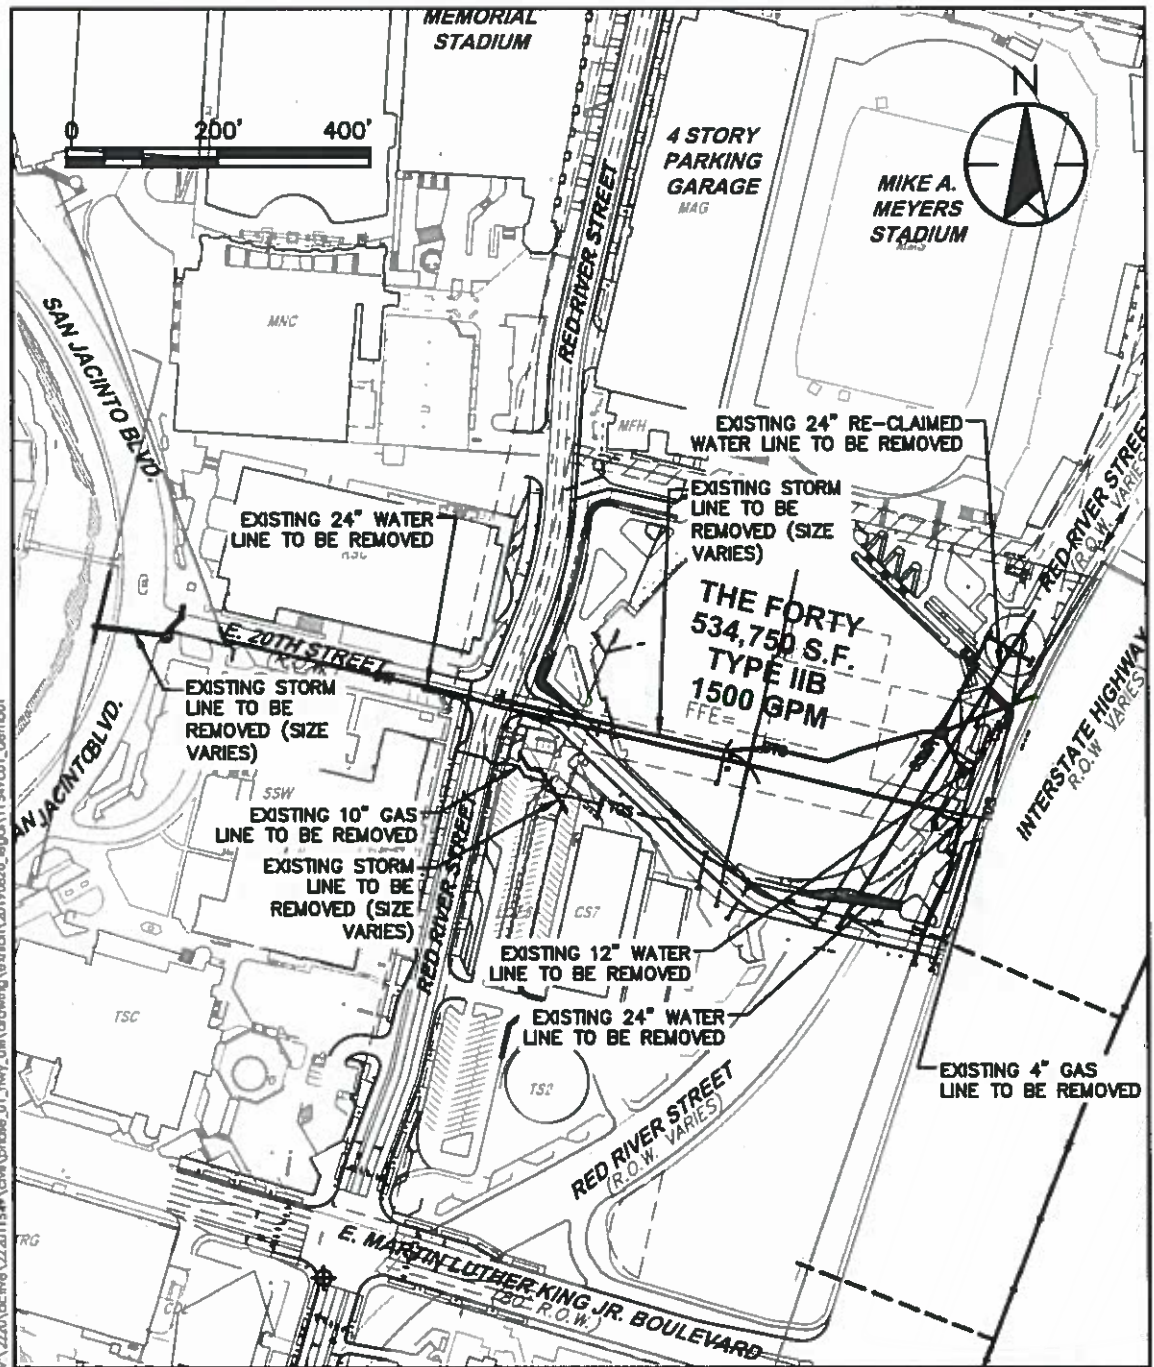 MEMORIAL
STADIUM
N
0 200' 400'
4 STORY
PARKING
GARAGE
MAG
MIKE A.
MEYERS
STADIUM
RED RIVER STREET
SAN JACINTO BLVD.
MNC
MFH
EXISTING 24" RE-CLAIMED
WATER LINE TO BE REMOVED
EXISTING STORM
LINE TO BE
REMOVED (SIZE
VARIES)
RED RIVER STREET
(R.O.W. VARIES)
EXISTING 24" WATER
LINE TO BE REMOVED
THE FORTY
534,750 S.F.
TYPE IIB
1500 GPM
FFE=
E. 20TH STREET
EXISTING STORM
LINE TO BE
REMOVED (SIZE
VARIES)
INTERSTATE HIGHWAY
R.O.W VARIES
SSW
EXISTING 10" GAS
LINE TO BE REMOVED
EXISTING STORM
LINE TO BE
REMOVED (SIZE
VARIES)
RED RIVER STREET
CS7
EXISTING 12" WATER
LINE TO BE REMOVED
EXISTING 24" WATER
LINE TO BE REMOVED
TSC
TS2
EXISTING 4" GAS
LINE TO BE REMOVED
RED RIVER STREET
(R.O.W. VARIES)
E. MARTIN LUTHER KING JR. BOULEVARD
(80' R.O.W.)